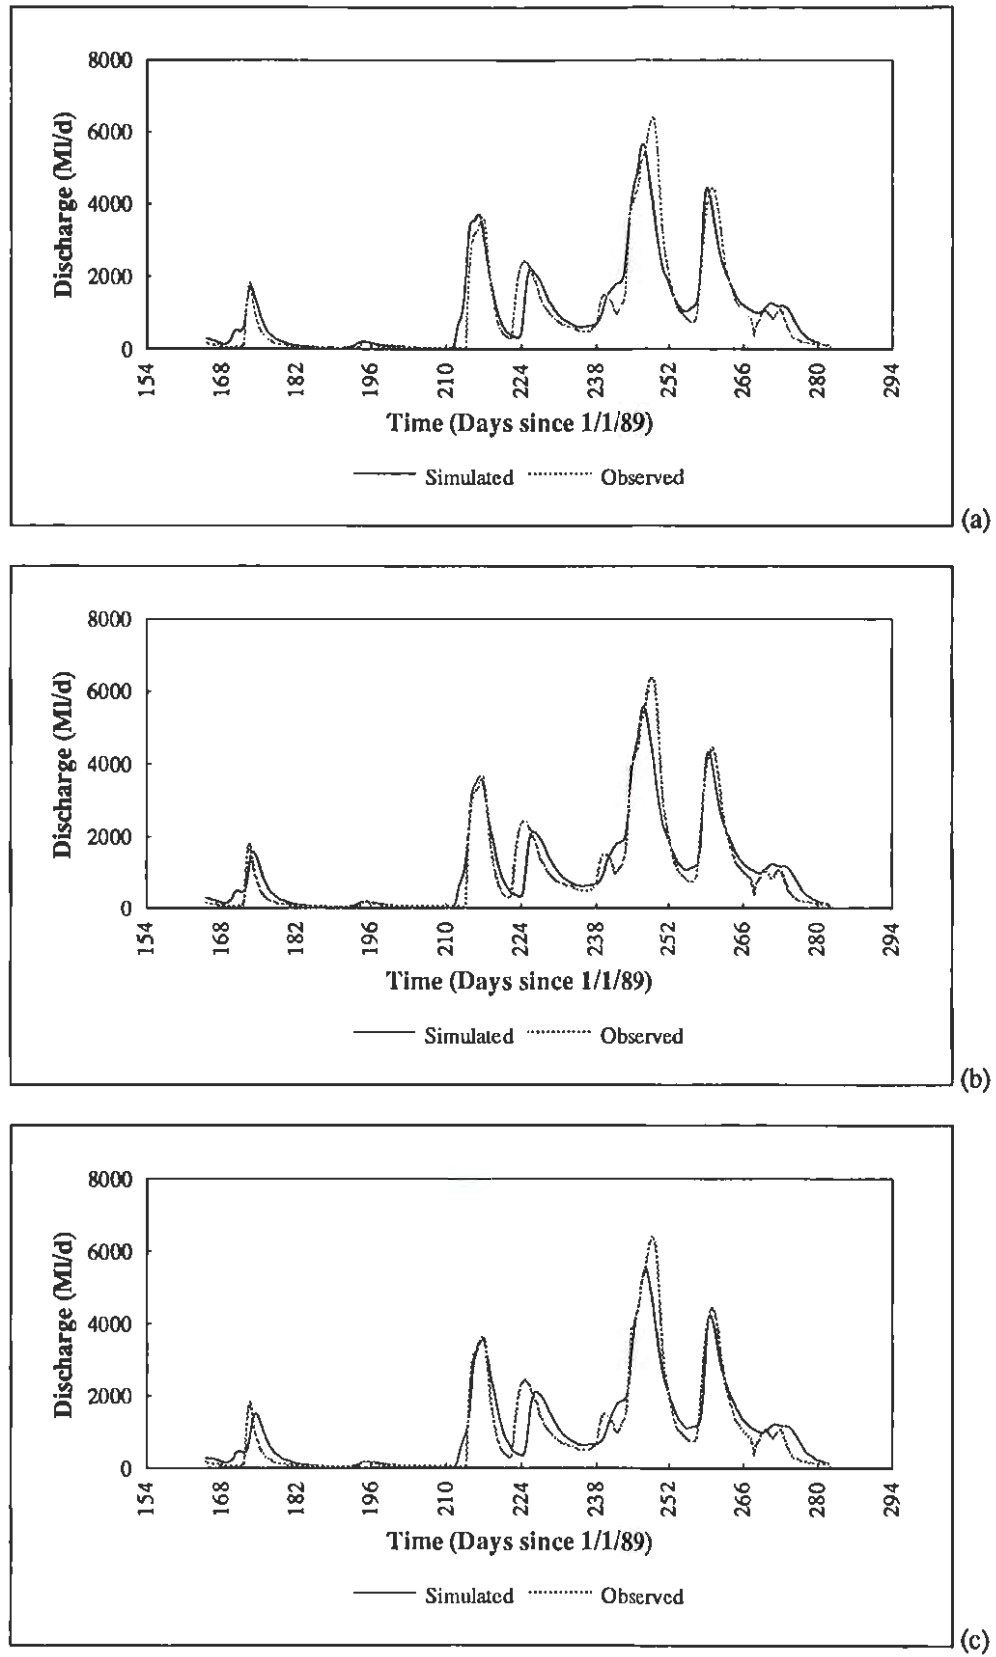 8000
6000
4000
2000
0
Discharge (Ml/d)
154 168 182 196 210 224 238 252 266 280 294
Time (Days since 1/1/89)
Simulated Observed
(a)
8000
6000
4000
2000
0
Discharge (Ml/d)
154 168 182 196 210 224 238 252 266 280 294
Time (Days since 1/1/89)
Simulated Observed
(b)
8000
6000
4000
2000
0
Discharge (Ml/d)
154 168 182 196 210 224 238 252 266 280 294
Time (Days since 1/1/89)
Simulated Observed
(c)